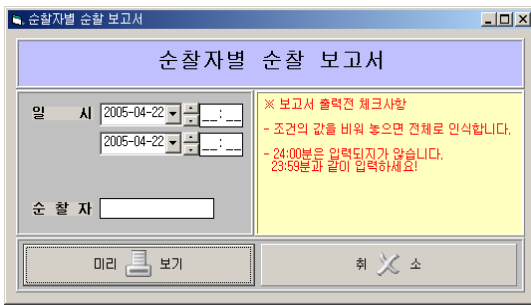 순찰자별 순찰 보고서
순찰자별 순찰 보고서
일 시 2005-04-22 __:__
2005-04-22 __:__
순 찰 자
※ 보고서 출력전 체크사항
- 조건의 값을 비워 놓으면 전체로 인식합니다.
- 24:00분은 입력되지가 않습니다.
23:59분과 같이 입력하세요!
미리 보기
취 소